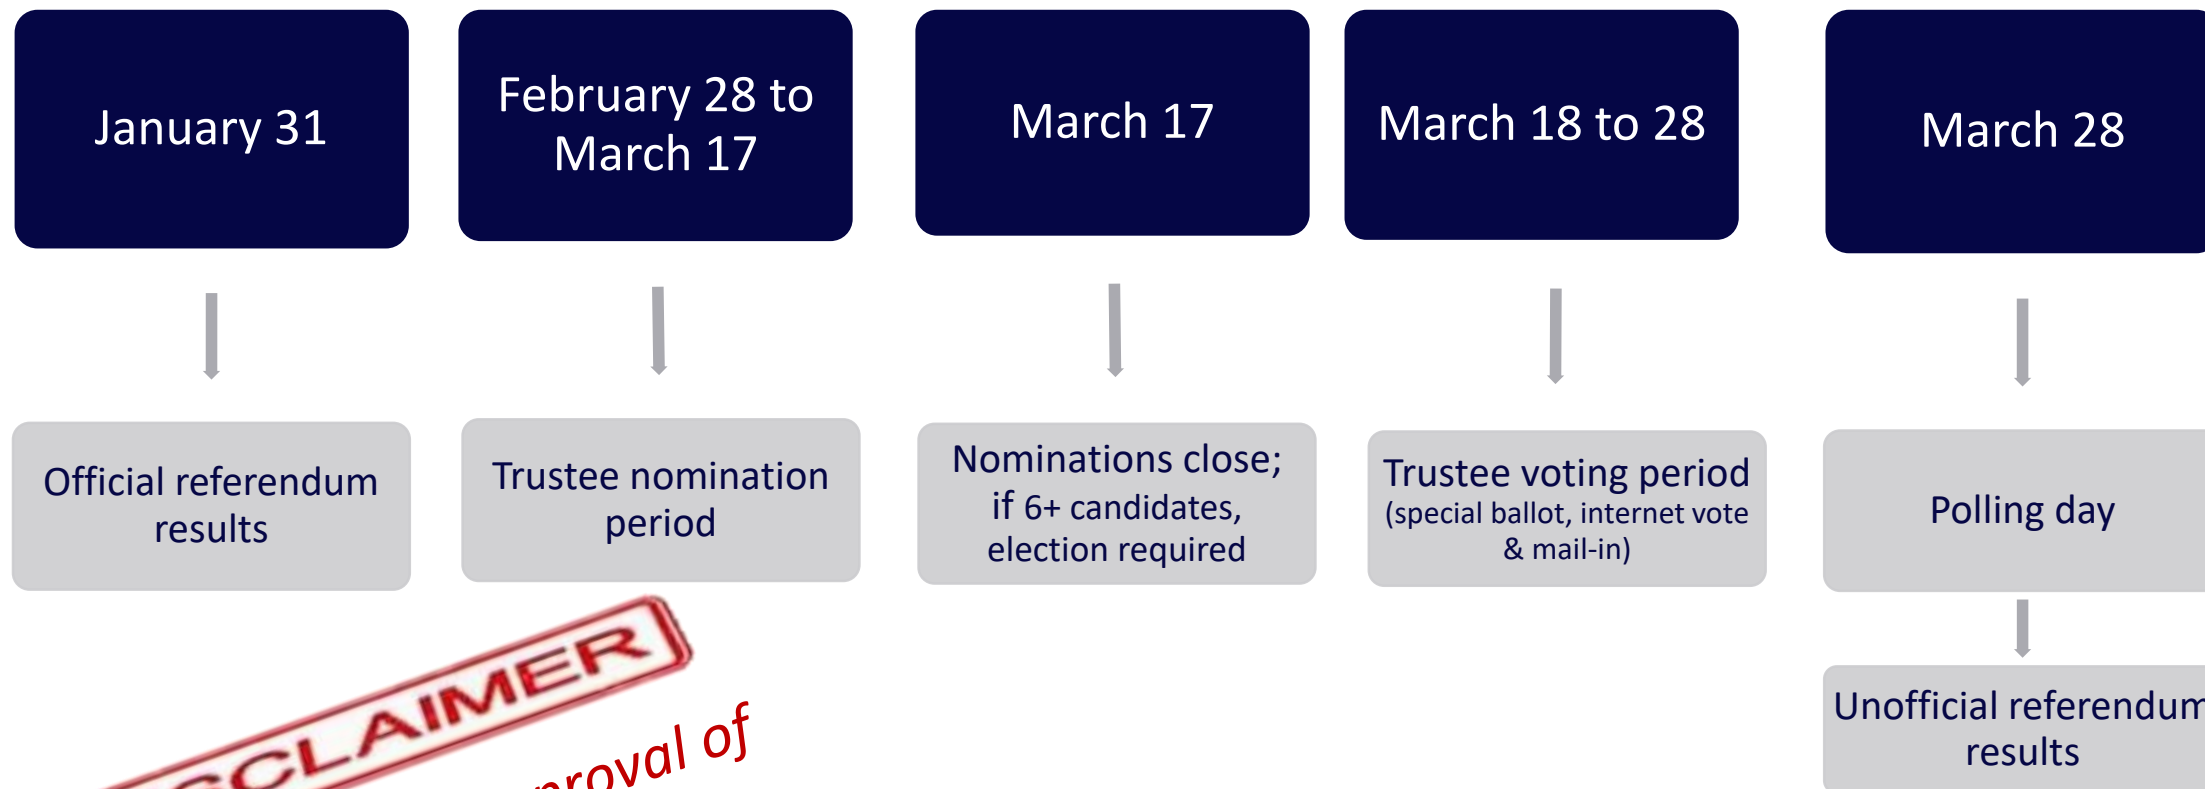 January 31
February 28 to
March 17
March 17
March 18 to 28
March 28
Official referendum
results
Trustee nomination
period
Nominations close;
if 6+ candidates,
election required
Trustee voting period
(special ballot, internet vote
& mail-in)
Polling day
Unofficial referendum
results
SCLAIMER
proval of